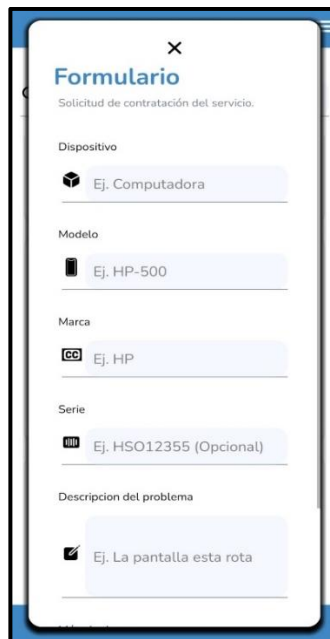 Formulario
Solicitud de contratación del servicio.
Dispositivo
Ej. Computadora
Modelo
Ej. HP-500
Marca
CC
Ej. HP
Serie
Ej. HSO12355 (Opcional)
Descripcion del problema
Ej. La pantalla esta rota